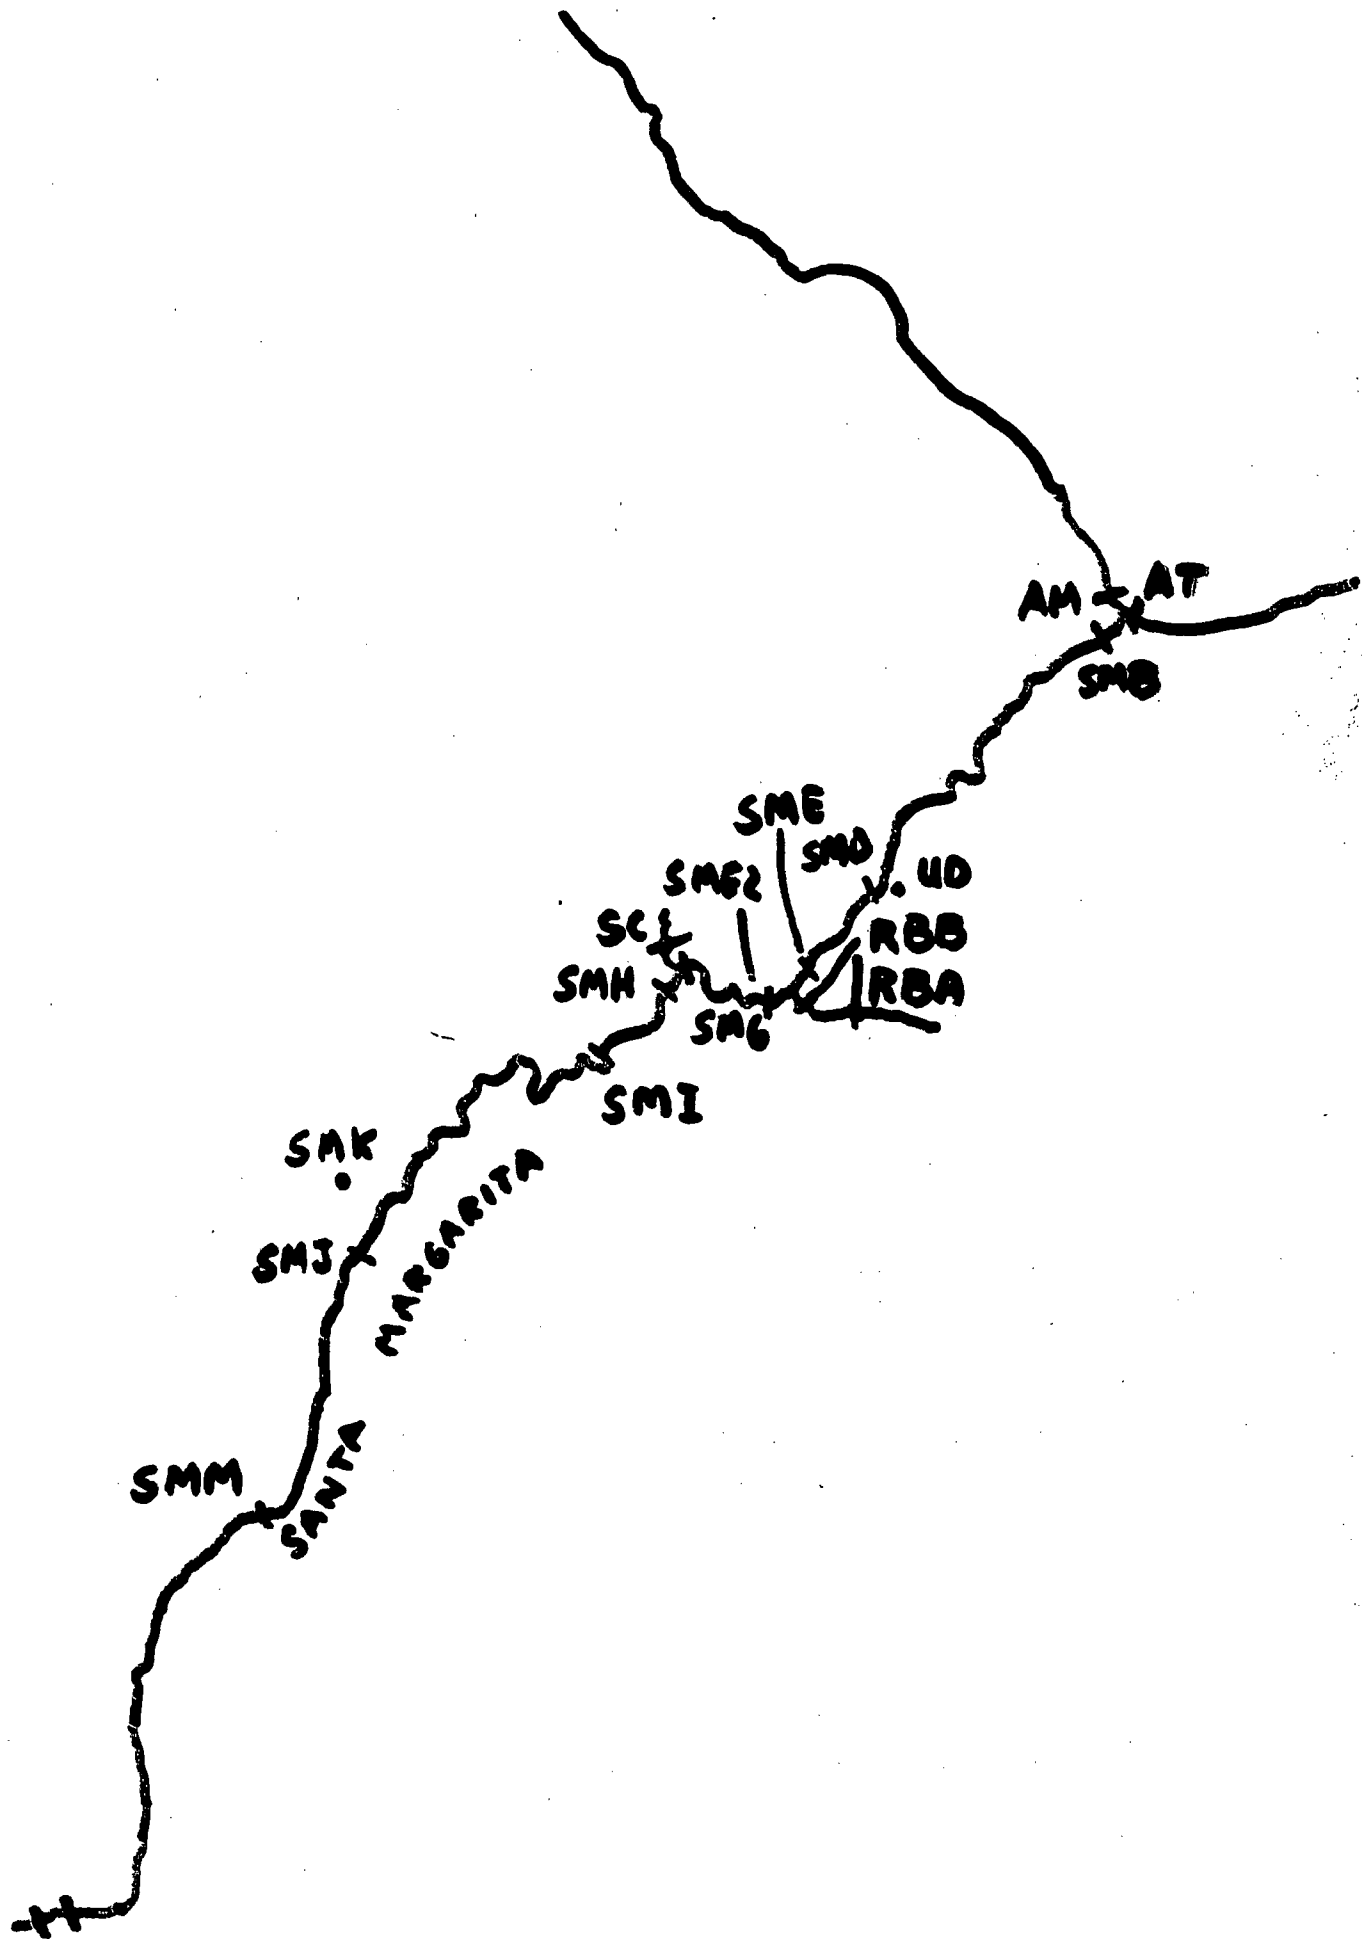 AM
AT
SMB
SME
SMD
SME2
UD
SC
RBB
SMH
RBA
SMG
SMI
SMK
SMJ
SANTA MARGARITA
SMM